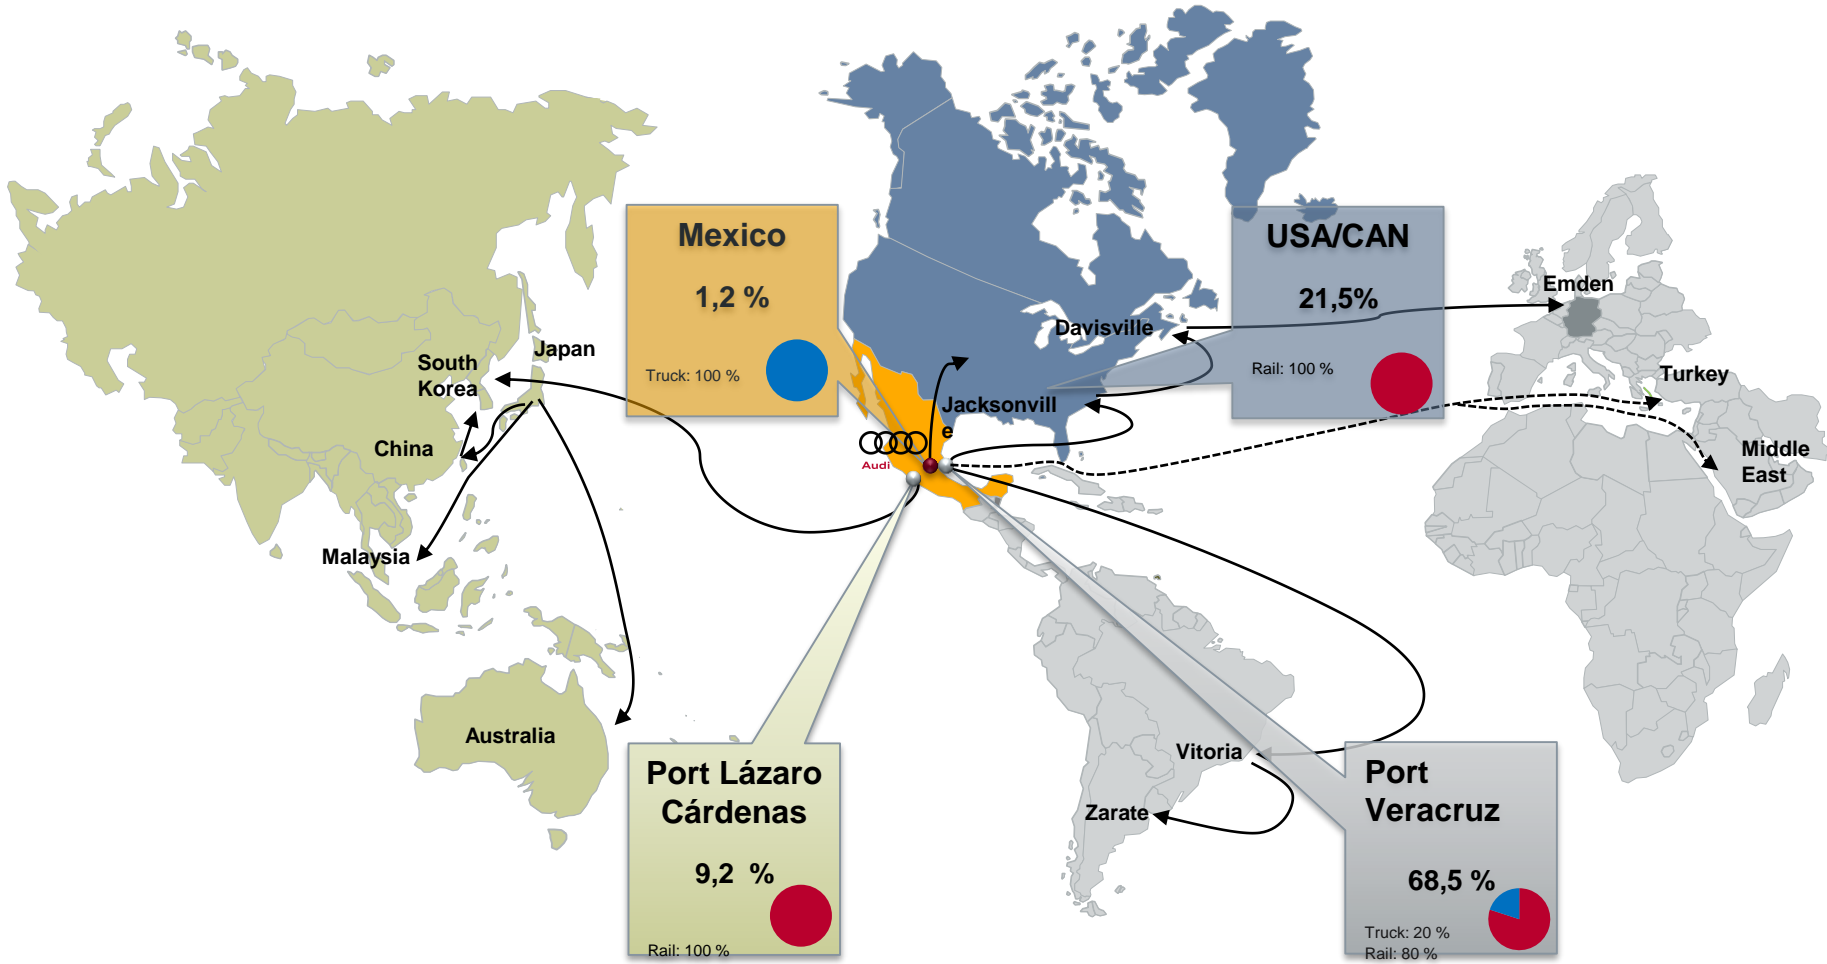 Mexico
1,2 %
Truck: 100 %
USA/CAN
21,5%
Rail: 100 %
Emden
Davisville
Japan
South
Korea
Turkey
Jacksonvill
e
China
Audi
Middle
East
Malaysia
Australia
Vitoria
Zarate
Port Lázaro
Cárdenas
9,2 %
Rail: 100 %
Port
Veracruz
68,5 %
Truck: 20 %
Rail: 80 %